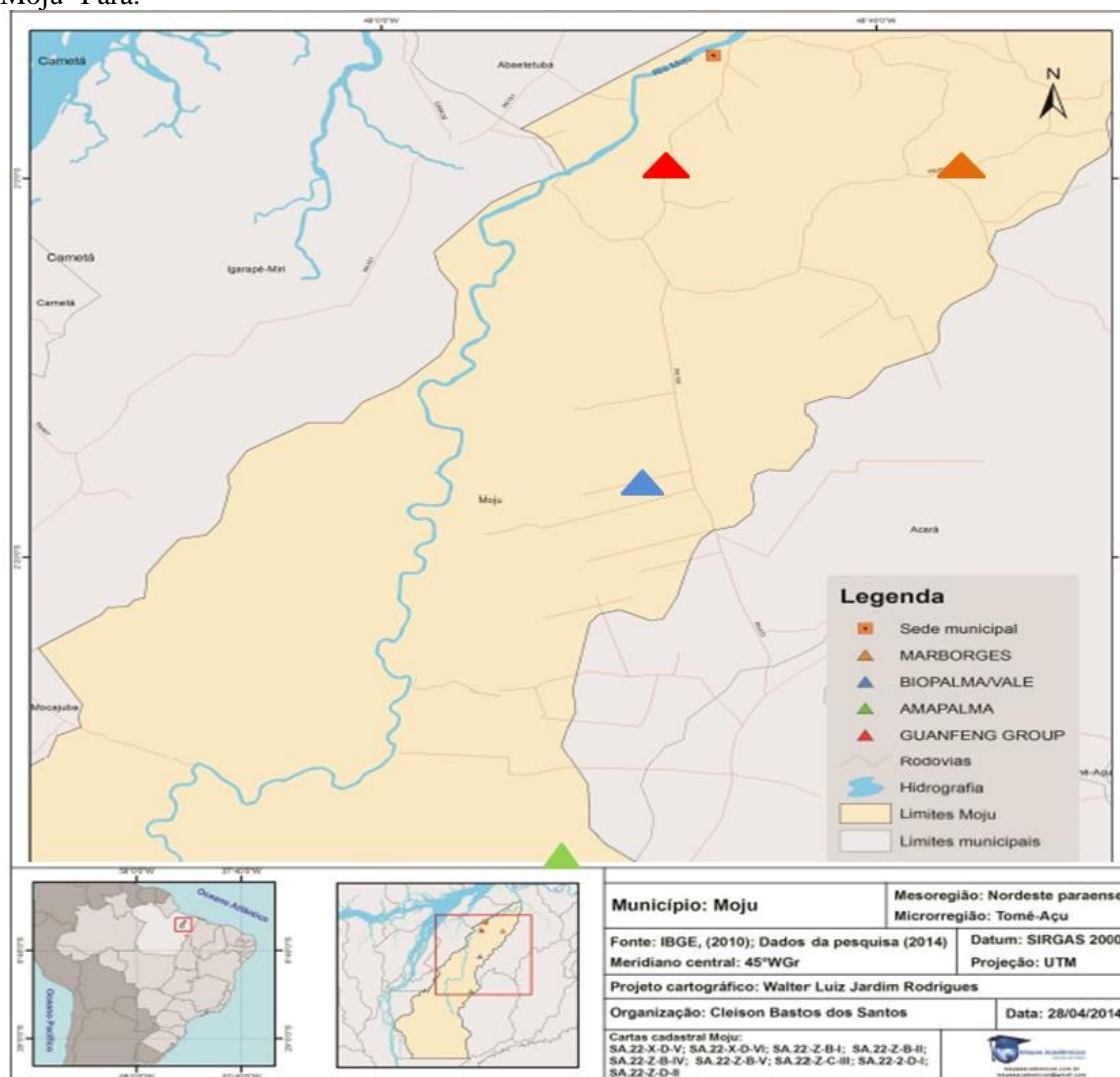 Moju- Pará.
Cametá
Abaetetuba
Rio Moju
N
Cametá
Cametá
Igarapé-Miri
Moju
Acará
Mocajuba
Legenda
Sede municipal
MARBORGES
BIOPALMA/VALE
AMAPALMA
GUANFENG GROUP
Rodovias
Hidrografia
Limites Moju
Limites municipais
Oceano Atlântico
Oceano Pacífico
Município: Moju
Mesoregião: Nordeste paraense
Microrregião: Tomé-Açu
Fonte: IBGE, (2010); Dados da pesquisa (2014)
Meridiano central: 45°WGr
Datum: SIRGAS 2000
Projeção: UTM
Projeto cartográfico: Walter Luiz Jardim Rodrigues
Organização: Cleison Bastos dos Santos
Data: 28/04/2014
Cartas cadastral Moju:
SA.22-X-D-V; SA.22-X-D-VI; SA.22-Z-B-I; SA.22-Z-B-II;
SA.22-Z-B-IV; SA.22-Z-B-V; SA.22-Z-C-III; SA.22-Z-D-I;
SA.22-Z-D-II
Mapas Acadêmicos